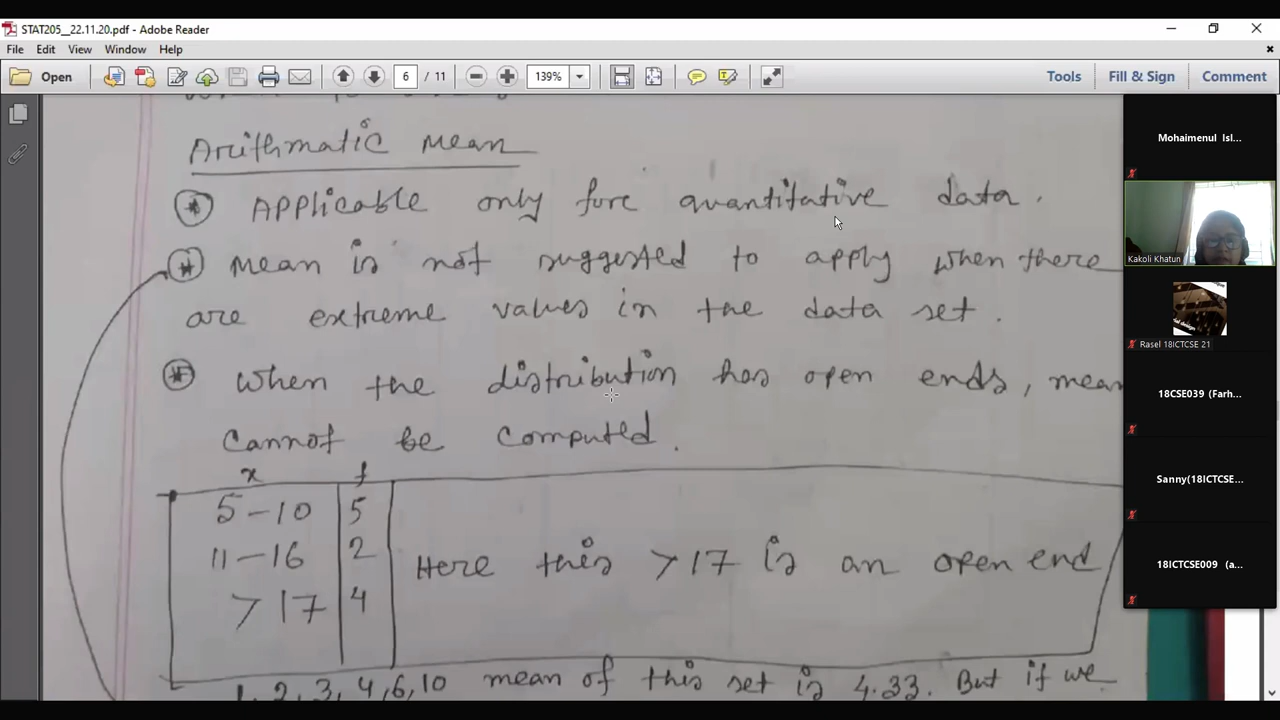 STAT205__22.11.20.pdf - Adobe Reader
File Edit View Window Help
Open 6 / 11 139% Tools Fill & Sign Comment
Arithmatic Mean
Applicable only fore quantitative data.
Mean is not suggested to apply when there
are extreme values in the data set.
When the distribution has open ends, mean
cannot be computed.
x f
5-10 5
11-16 2
>17 4
Here this >17 is an open end
1, 2, 3, 4, 6, 10 mean of this set is 4.33. But if we
Mohaimenul Isl...
Kakoli Khatun
Rasel 18ICTCSE 21
18CSE039 (Farh...
Sanny(18ICTCSE...
18ICTCSE009 (a...